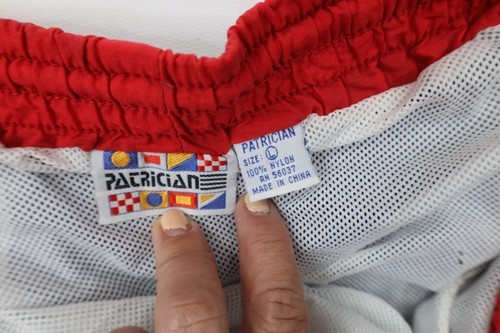 PATRICIAN
PATRICIAN
SIZE: L
100% NYLON
RN 56037
MADE IN CHINA